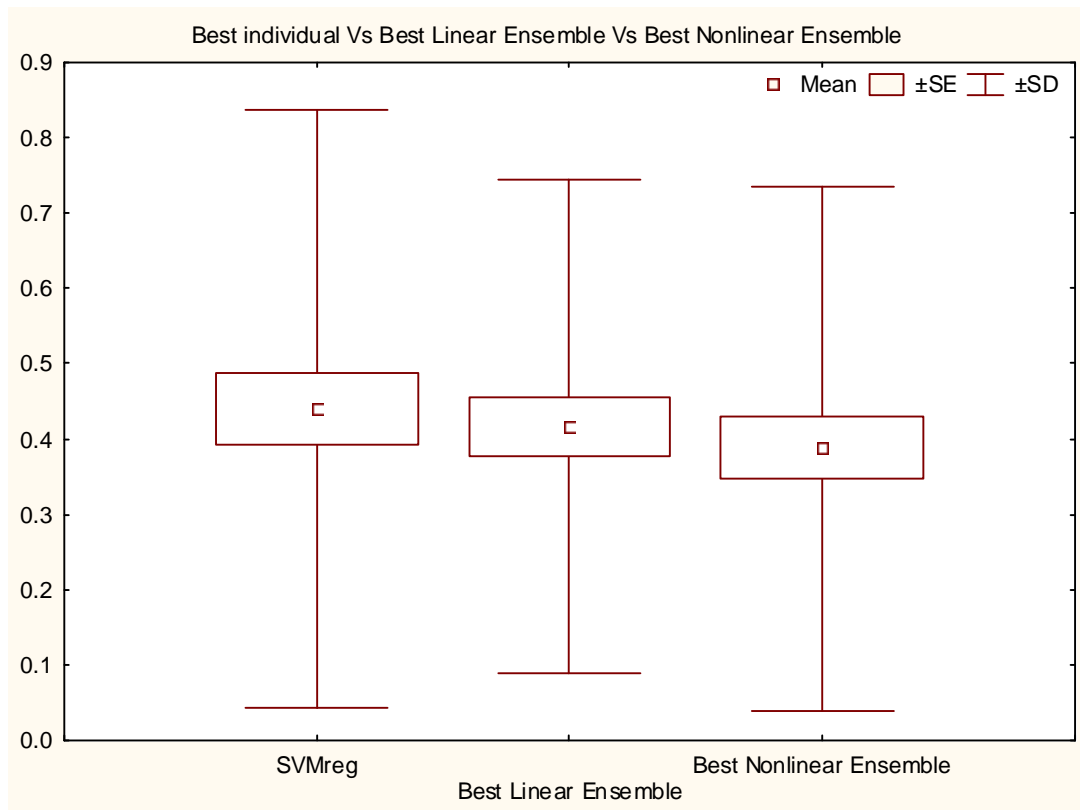 Best individual Vs Best Linear Ensemble Vs Best Nonlinear Ensemble
Mean ±SE ±SD
0.9
0.8
0.7
0.6
0.5
0.4
0.3
0.2
0.1
0.0
SVMreg
Best Linear Ensemble
Best Nonlinear Ensemble